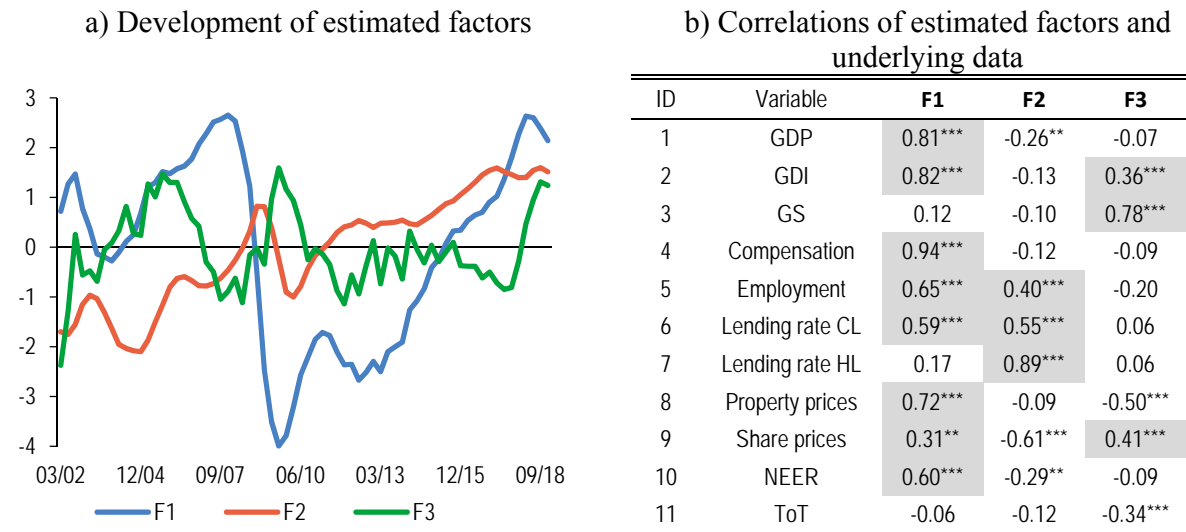 a) Development of estimated factors
3
2
1
0
-1
-2
-3
-4
03/02 12/04 09/07 06/10 03/13 12/15 09/18
F1 F2 F3
b) Correlations of estimated factors and
underlying data
ID Variable F1 F2 F3
1 GDP 0.81*** -0.26** -0.07
2 GDI 0.82*** -0.13 0.36***
3 GS 0.12 -0.10 0.78***
4 Compensation 0.94*** -0.12 -0.09
5 Employment 0.65*** 0.40*** -0.20
6 Lending rate CL 0.59*** 0.55*** 0.06
7 Lending rate HL 0.17 0.89*** 0.06
8 Property prices 0.72*** -0.09 -0.50***
9 Share prices 0.31** -0.61*** 0.41***
10 NEER 0.60*** -0.29** -0.09
11 ToT -0.06 -0.12 -0.34***